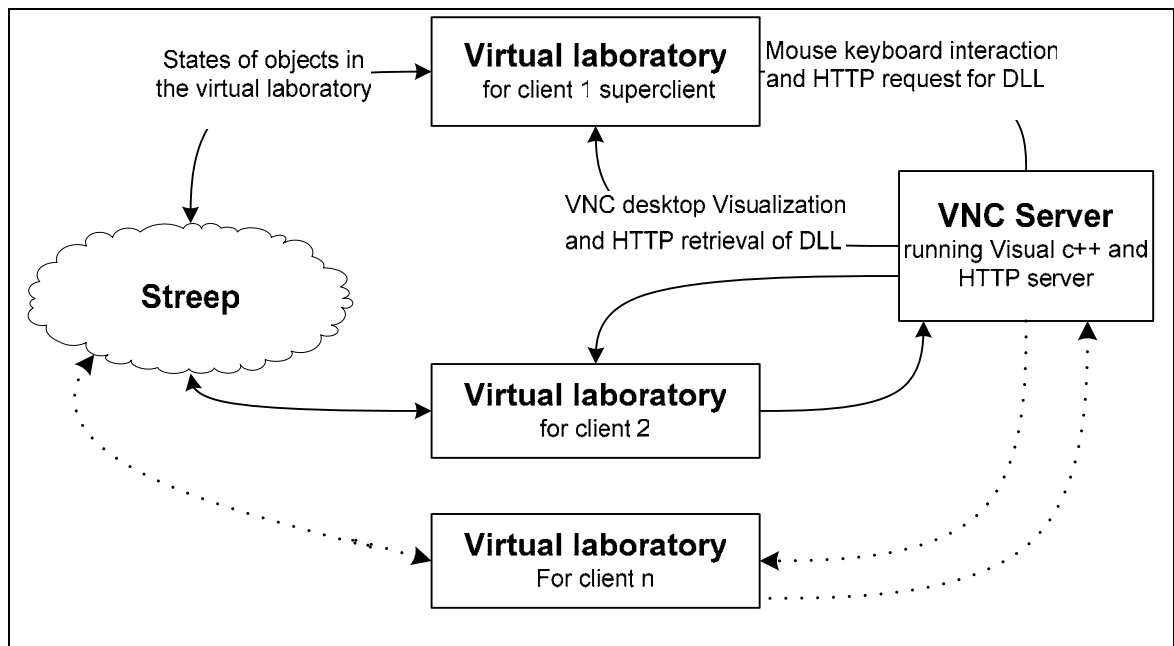 States of objects in
the virtual laboratory
Virtual laboratory
for client 1 superclient
Mouse keyboard interaction
and HTTP request for DLL
VNC desktop Visualization
and HTTP retrieval of DLL
VNC Server
running Visual c++ and
HTTP server
Streep
Virtual laboratory
for client 2
Virtual laboratory
For client n